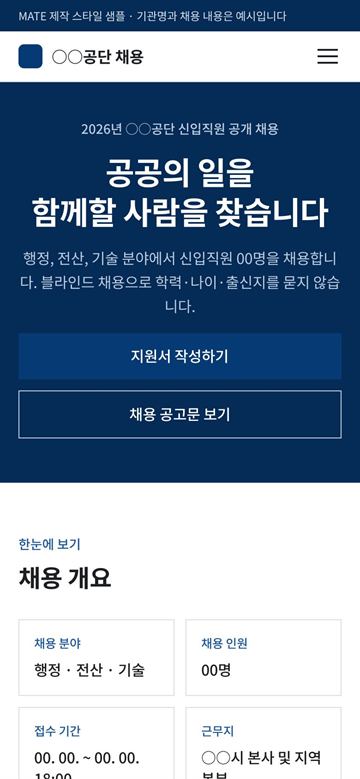 MATE 제작 스타일 샘플 · 기관명과 채용 내용은 예시입니다
○○공단 채용
2026년 ○○공단 신입직원 공개 채용
공공의 일을
함께할 사람을 찾습니다
행정, 전산, 기술 분야에서 신입직원 00명을 채용합니
다. 블라인드 채용으로 학력·나이·출신지를 묻지 않습
니다.
지원서 작성하기
채용 공고문 보기
한눈에 보기
채용 개요
채용 분야
행정 · 전산 · 기술
채용 인원
00명
접수 기간
00. 00. ~ 00. 00.
18:00
근무지
○○시 본사 및 지역
본부